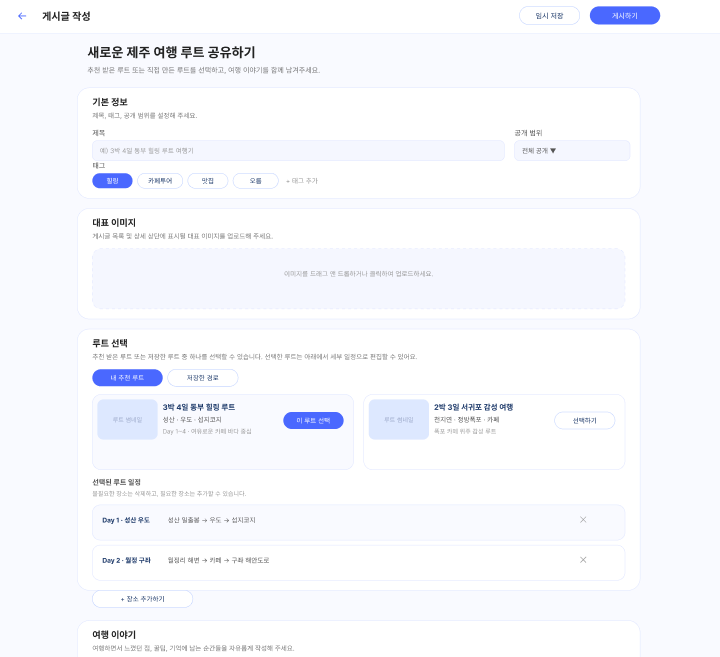 ← 게시글 작성
임시 저장
게시하기
새로운 제주 여행 루트 공유하기
추천 받은 루트 또는 직접 만든 루트를 선택하고, 여행 이야기를 함께 남겨주세요.
기본 정보
제목, 태그, 공개 범위를 설정해 주세요.
제목
공개 범위
예) 3박 4일 동부 힐링 루트 여행기
전체 공개 ▼
태그
힐링
카페투어
맛집
오름
+ 태그 추가
대표 이미지
게시글 목록 및 상세 상단에 표시될 대표 이미지를 업로드해 주세요.
이미지를 드래그 앤 드롭하거나 클릭하여 업로드하세요.
루트 선택
추천 받은 루트 또는 저장한 루트 중 하나를 선택할 수 있습니다. 선택한 루트는 아래에서 세부 일정으로 편집할 수 있어요.
내 추천 루트
저장한 경로
루트 썸네일
3박 4일 동부 힐링 루트
성산 · 우도 · 섭지코지
Day 1~4 · 여유로운 카페 바다 중심
이 루트 선택
루트 썸네일
2박 3일 서귀포 감성 여행
천지연 · 정방폭포 · 카페
폭포 카페 위주 감성 루트
선택하기
선택된 루트 일정
불필요한 장소는 삭제하고, 필요한 장소는 추가할 수 있습니다.
Day 1 · 성산 우도
성산 일출봉 → 우도 → 섭지코지
×
Day 2 · 월정 구좌
월정리 해변 → 카페 → 구좌 해안도로
×
+ 장소 추가하기
여행 이야기
여행하면서 느꼈던 점, 꿀팁, 기억에 남는 순간들을 자유롭게 작성해 주세요.